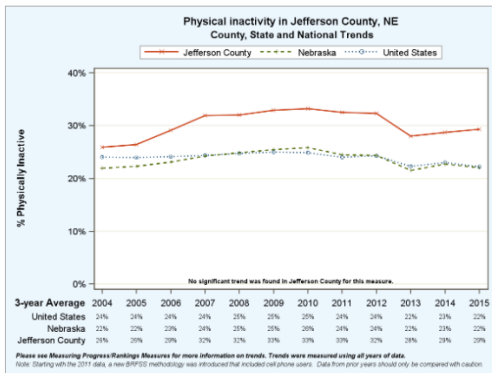 Physical inactivity in Jefferson County, NE
County, State and National Trends
Jefferson County Nebraska United States
40%
30%
20%
10%
0%
% Physically Inactive
No significant trend was found in Jefferson County for this measure.
3-year Average 2004 2005 2006 2007 2008 2009 2010 2011 2012 2013 2014 2015
United States 24% 24% 24% 24% 25% 25% 25% 24% 24% 22% 23% 22%
Nebraska 22% 22% 23% 24% 25% 25% 26% 24% 24% 22% 23% 22%
Jefferson County 26% 26% 29% 32% 32% 33% 33% 33% 32% 28% 29% 29%
Please see Measuring Progress/Rankings Measures for more information on trends. Trends were measured using all years of data.
Note: Starting with the 2011 data, a new BRFSS methodology was introduced that included cell phone users. Data from prior years should only be compared with caution.